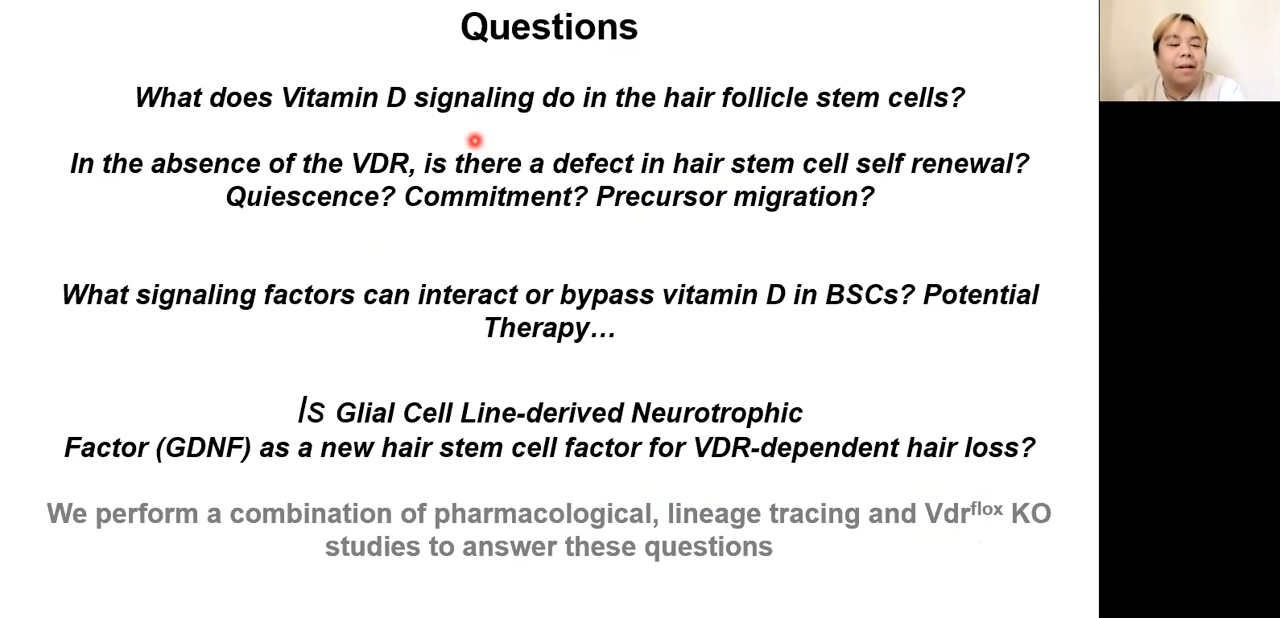 Questions
What does Vitamin D signaling do in the hair follicle stem cells?
In the absence of the VDR, is there a defect in hair stem cell self renewal?
Quiescence? Commitment? Precursor migration?
What signaling factors can interact or bypass vitamin D in BSCs? Potential
Therapy…
Is Glial Cell Line-derived Neurotrophic
Factor (GDNF) as a new hair stem cell factor for VDR-dependent hair loss?
We perform a combination of pharmacological, lineage tracing and Vdrflox KO
studies to answer these questions